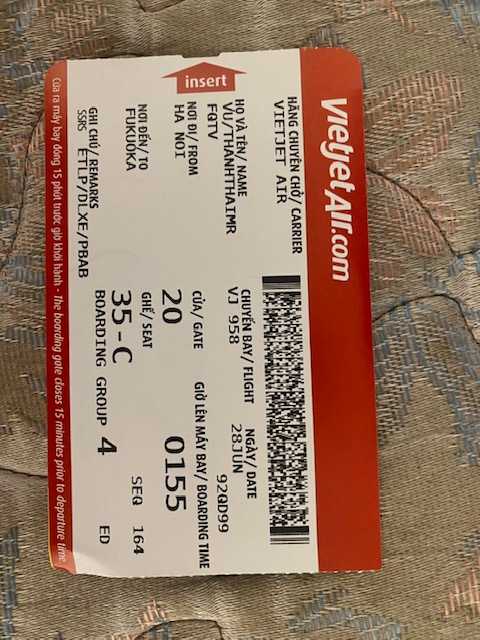 vietjetAir.com
HÃNG CHUYÊN CHỞ/ CARRIER
VIETJET AIR
HỌ VÀ TÊN/ NAME
VU/THANHTHAIMR
FQTV
NƠI ĐI/ FROM
HA NOI
NƠI ĐẾN/ TO
FUKUOKA
GHI CHÚ/ REMARKS
SSRS ETLP/DLXE/PBAB
CHUYẾN BAY/ FLIGHT
VJ 958
NGÀY/ DATE
28JUN
92QD99
CỬA/ GATE
20
GIỜ LÊN MÁY BAY/ BOARDING TIME
0155
GHẾ/ SEAT
35-C
SEQ 164
BOARDING GROUP 4
ED
Cửa ra máy bay đóng 15 phút trước giờ khởi hành - The boarding gate closes 15 minutes prior to departure time
insert